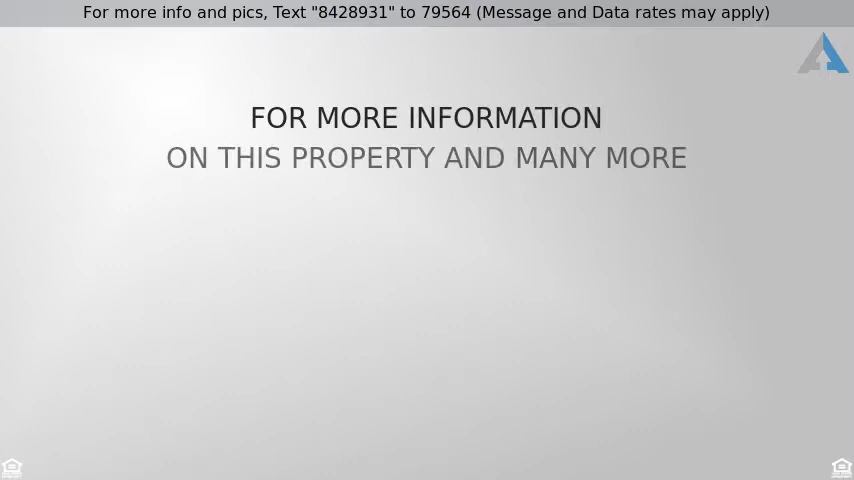 For more info and pics, Text "8428931" to 79564 (Message and Data rates may apply)
FOR MORE INFORMATION
ON THIS PROPERTY AND MANY MORE